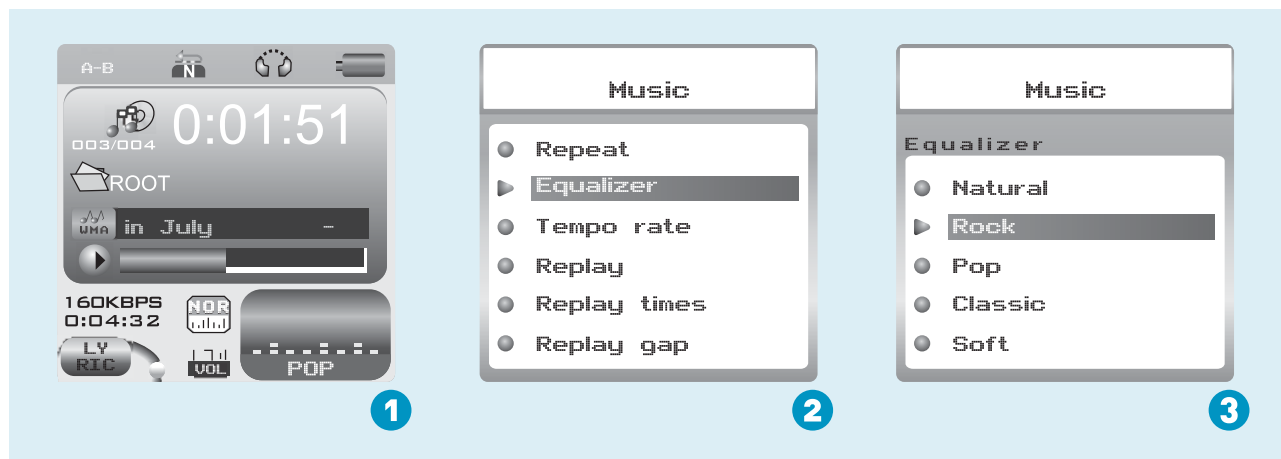 A-B
N
0:01:51
003/004
ROOT
WMA in July -
160KBPS
0:04:32
NOR
LY
RIC
VOL
POP
1
Music
Repeat
Equalizer
Tempo rate
Replay
Replay times
Replay gap
2
Music
Equalizer
Natural
Rock
Pop
Classic
Soft
3